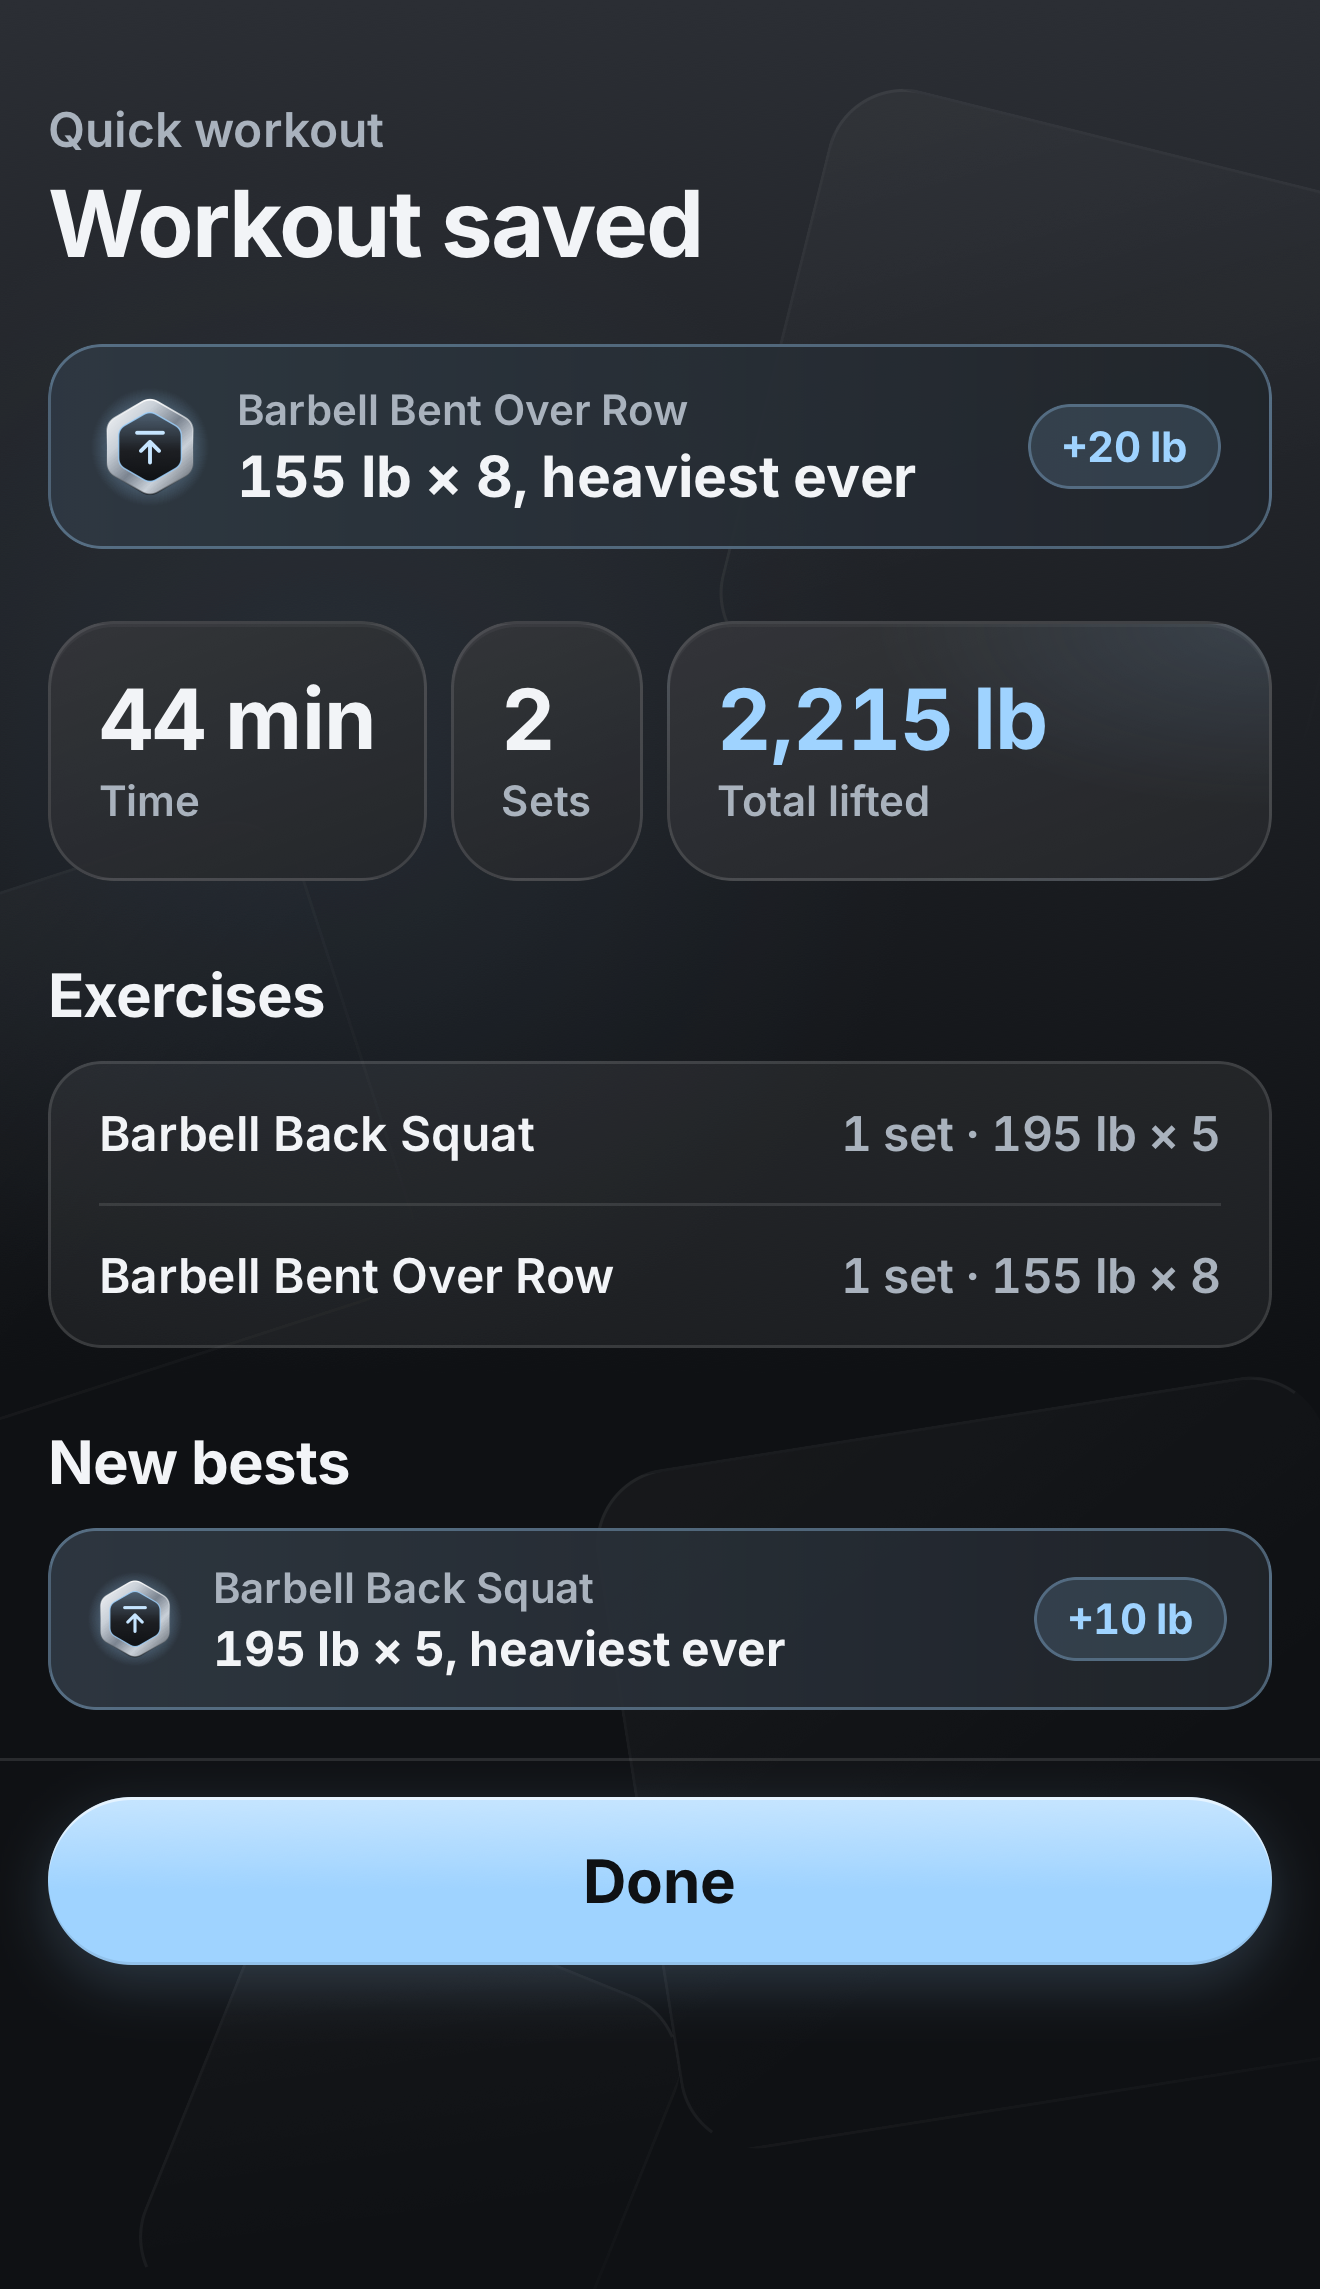 Quick workout
Workout saved
Barbell Bent Over Row
155 lb × 8, heaviest ever
+20 lb
44 min
Time
2
Sets
2,215 lb
Total lifted
Exercises
Barbell Back Squat
1 set · 195 lb × 5
Barbell Bent Over Row
1 set · 155 lb × 8
New bests
Barbell Back Squat
195 lb × 5, heaviest ever
+10 lb
Done